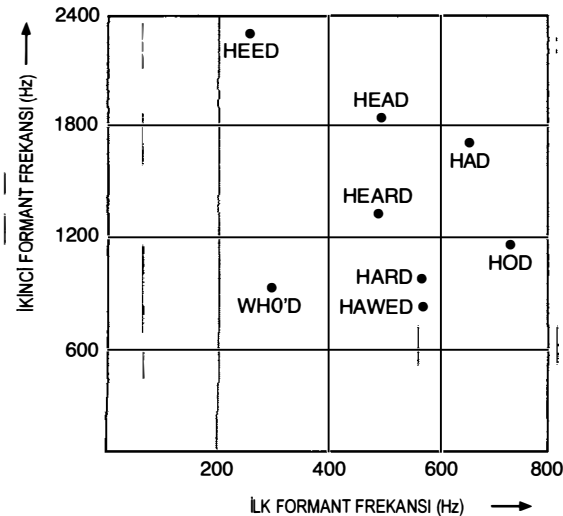 2400
HEED
İKİNCİ FORMANT FREKANSI (Hz)
HEAD
1800
HAD
HEARD
1200
HOD
HARD
WHO'D
HAWED
600
200
400
600
800
İLK FORMANT FREKANSI (Hz)